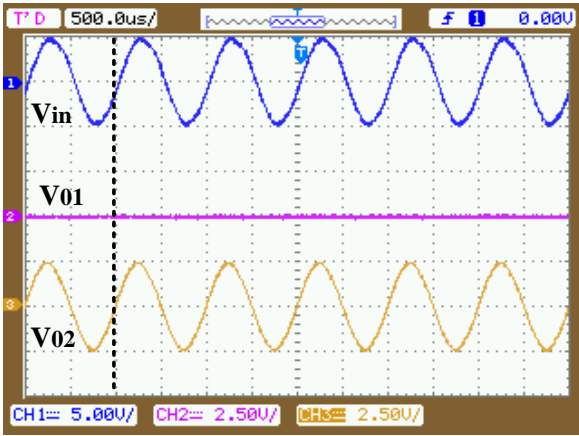 T'D 500.0us/ T f 1 0.00V
T
1
Vin
V01
2
3
V02
CH1 5.00V/ CH2 2.50V/ CH3 2.50V/